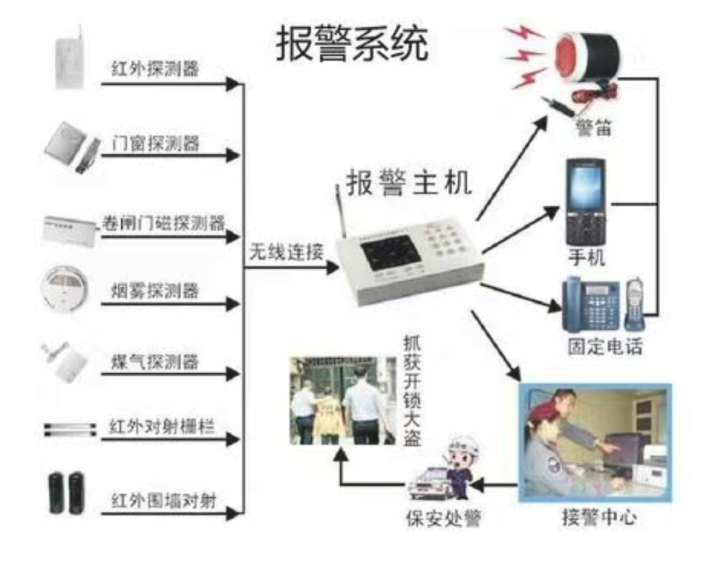 报警系统
红外探测器
门窗探测器
卷闸门磁探测器
烟雾探测器
煤气探测器
红外对射栅栏
红外围墙对射
无线连接
报警主机
警笛
手机
固定电话
接警中心
保安处警
抓获开锁大盗